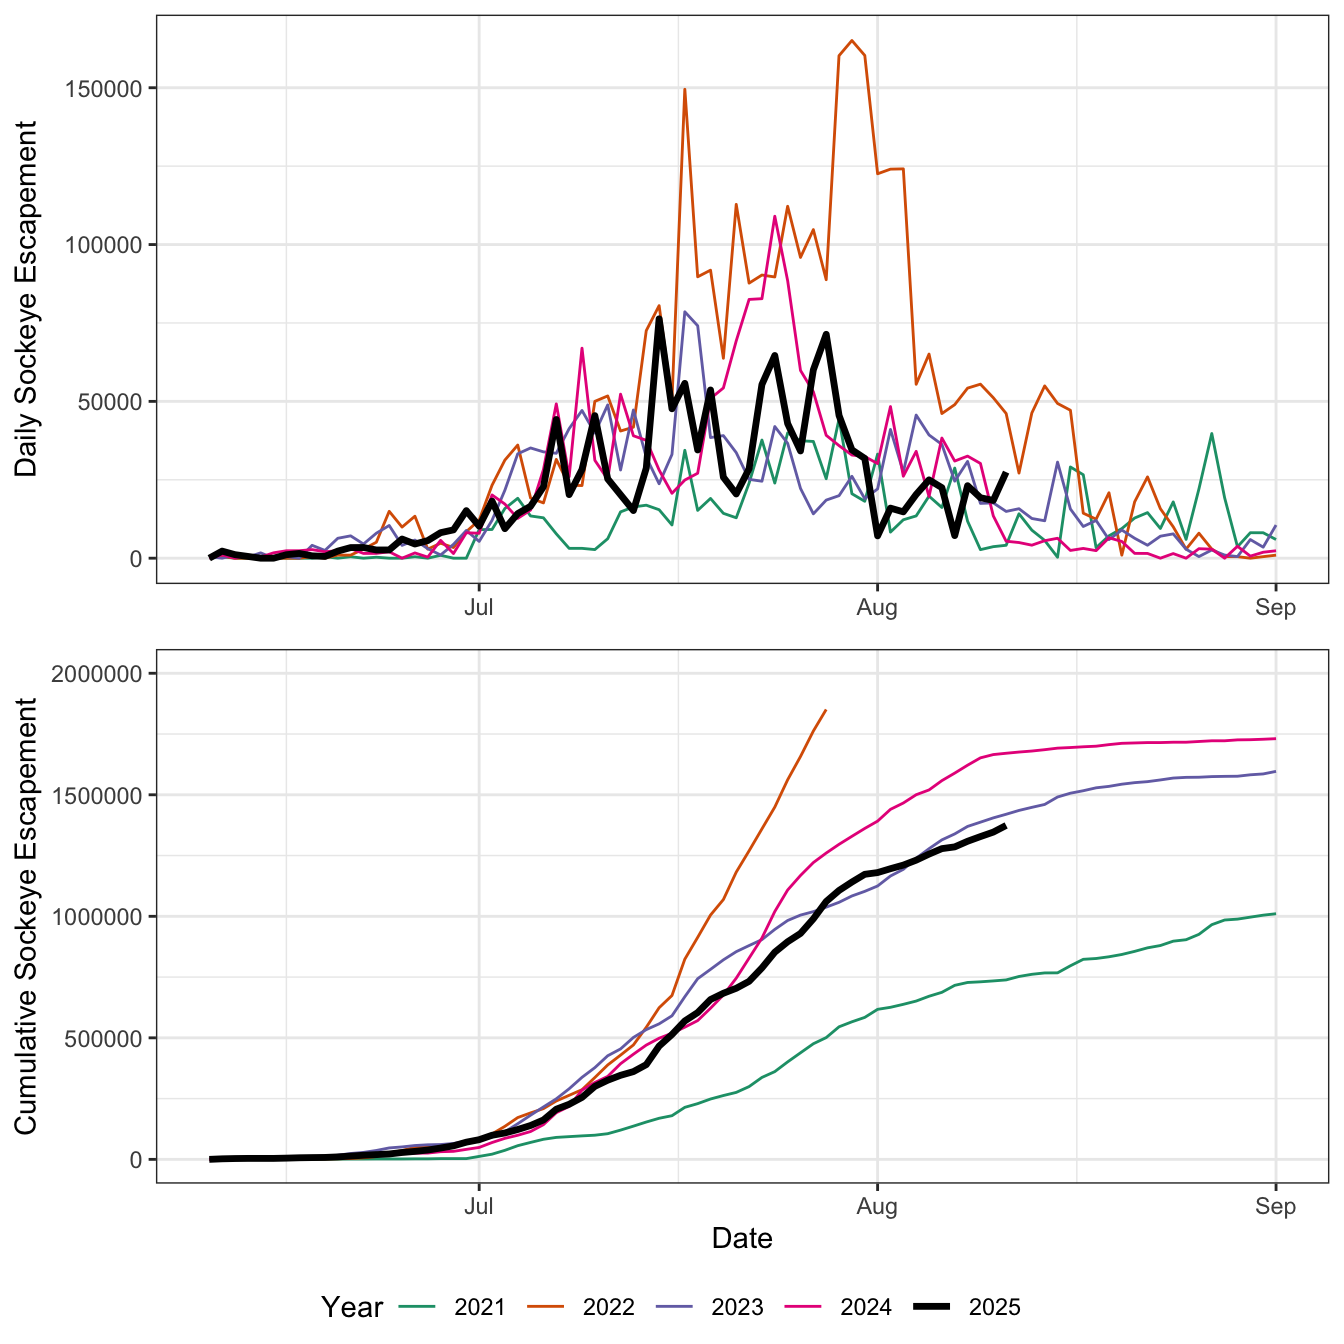 Daily Sockeye Escapement
150000
100000
50000
0
Jul Aug Sep
Cumulative Sockeye Escapement
2000000
1500000
1000000
500000
0
Jul Aug Sep
Date
Year 2021 2022 2023 2024 2025